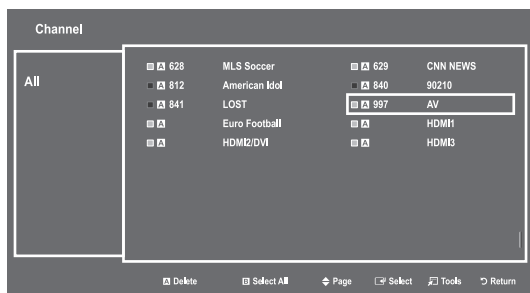 Channel
All
A 628 MLS Soccer A 629 CNN NEWS
A 812 American Idol A 840 90210
A 841 LOST A 997 AV
A Euro Football A HDMI1
A HDMI2/DVI A HDMI3
A Delete B Select All Page Select Tools Return